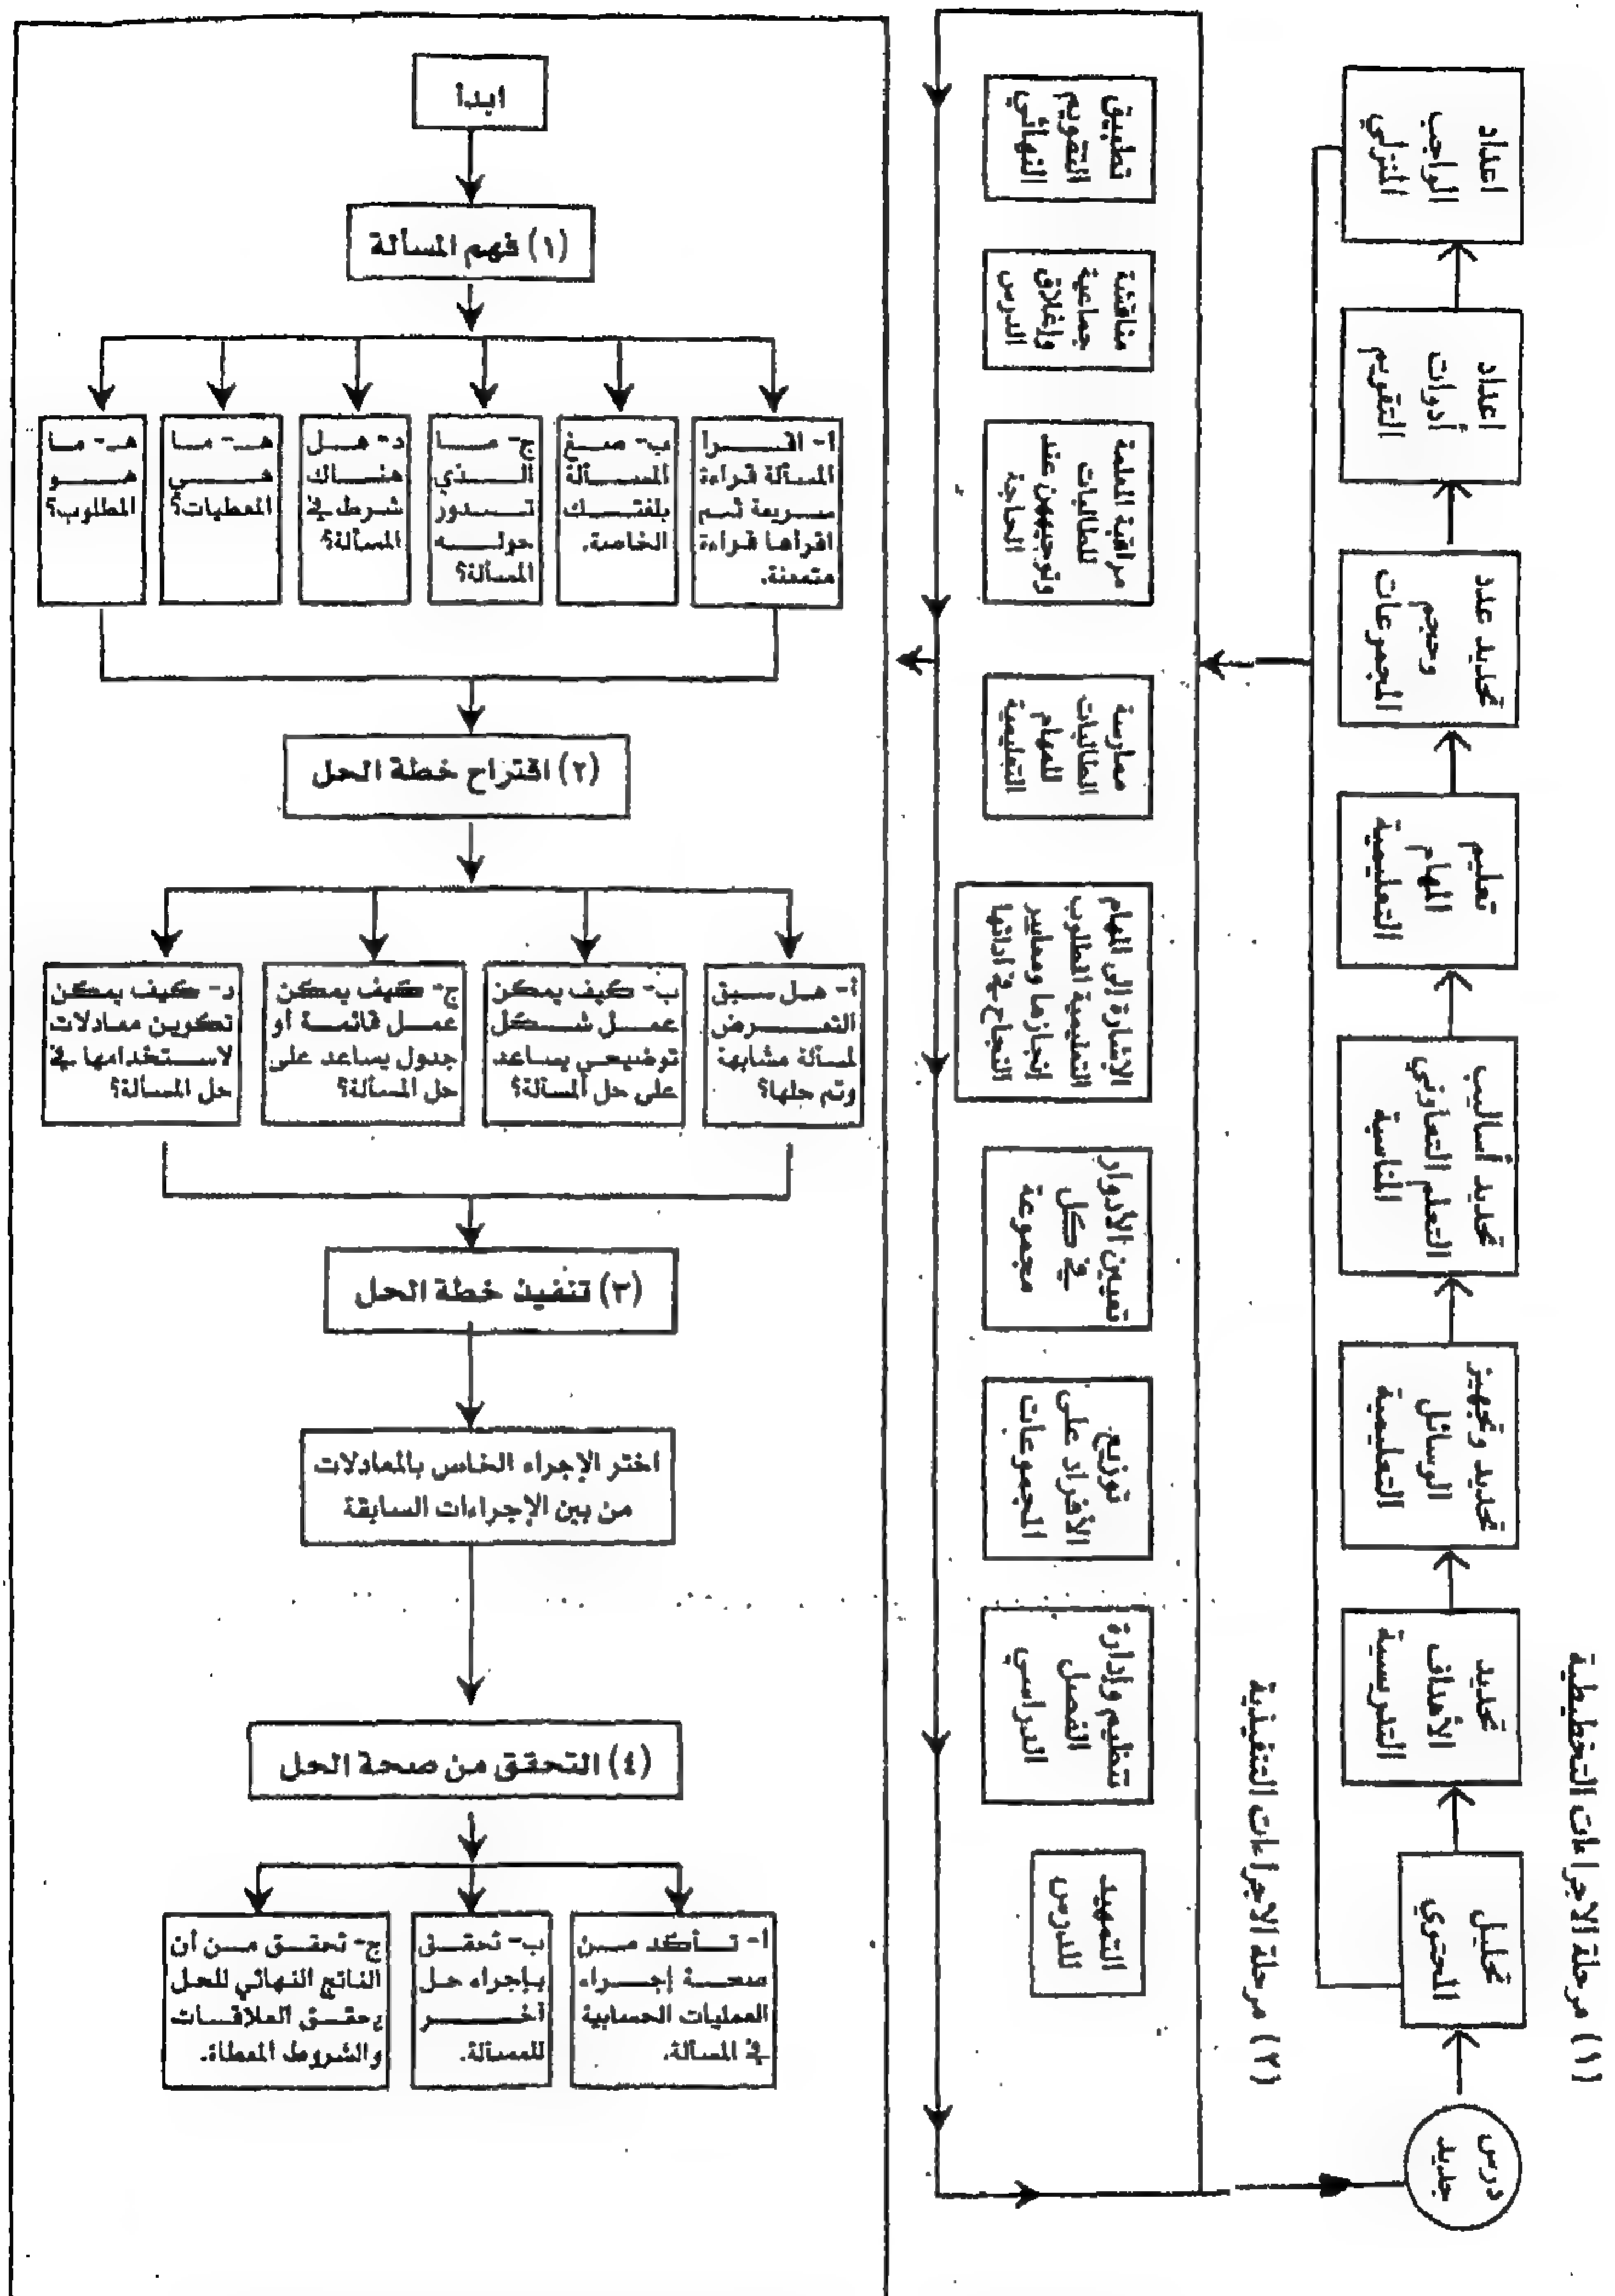 (١) مرحلة الاجراءات التخطيطية
درس
جديد
تحليل
المحتوي
تحديد
الأهداف
التدريسية
تحديد وتجهيز
الوسائل
التعليمية
تحديد أساليب
التعلم التعاوني
المناسبة
تعليم
المهام
التعليمية
تحديد عدد
وحجم
المجموعات
اعداد
أدوات
التقويم
اعداد
الواجب
المنزلي
(٢) مرحلة الاجراءات التنفيذية
التمهيد
للدرس
تنظيم وإدارة
الفصل
الدراسي
توزيع
الأفراد على
المجموعات
تعيين الأدوار
في كل
مجموعة
الإشارة إلى المهام
التعليمية المطلوب
إنجازها ومعايير
النجاح في ادائها
ممارسة
الطالبات
للمهام
التعليمية
مراقبة المعلمة
للطالبات
وتوجيههن عند
الحاجة
مناقشة
جماعية
وإغلاق
الدرس
تطبيق
التقويم
النهائي
ابدأ
(١) فهم المسألة
أ- اقرا
المسألة قراءة
سريعة ثم
اقرأها قراءة
متمعنة.
ب- صغ
المسألة
بلغتك
الخاصة.
ج- ما
الذي
تدور
حوله
المسألة؟
د- هل
هناك
شرط في
المسألة؟
هـ- ما
هي
المعطيات؟
هـ- ما
هو
المطلوب؟
(٢) اقتراح خطة الحل
أ- هل سبق
التعرض
لمسألة مشابهة
وتم حلها؟
ب- كيف يمكن
عمل شكل
توضيحي يساعد
على حل المسألة؟
ج- كيف يمكن
عمل قائمة أو
جدول يساعد على
حل المسألة؟
د- كيف يمكن
تكوين معادلات
لاستخدامها في
حل المسألة؟
(٣) تنفيذ خطة الحل
اختر الإجراء الخاس بالمعادلات
من بين الإجراءات السابقة
(٤) التحقق من صحة الحل
أ- تأكد من
صحة إجراء
العمليات الحسابية
في المسألة.
ب- تحقق
بإجراء حل
آخر
للمسألة.
ج- تحقق من أن
الناتج النهائي للحل
يحقق العلاقات
والشروط المعطاة.